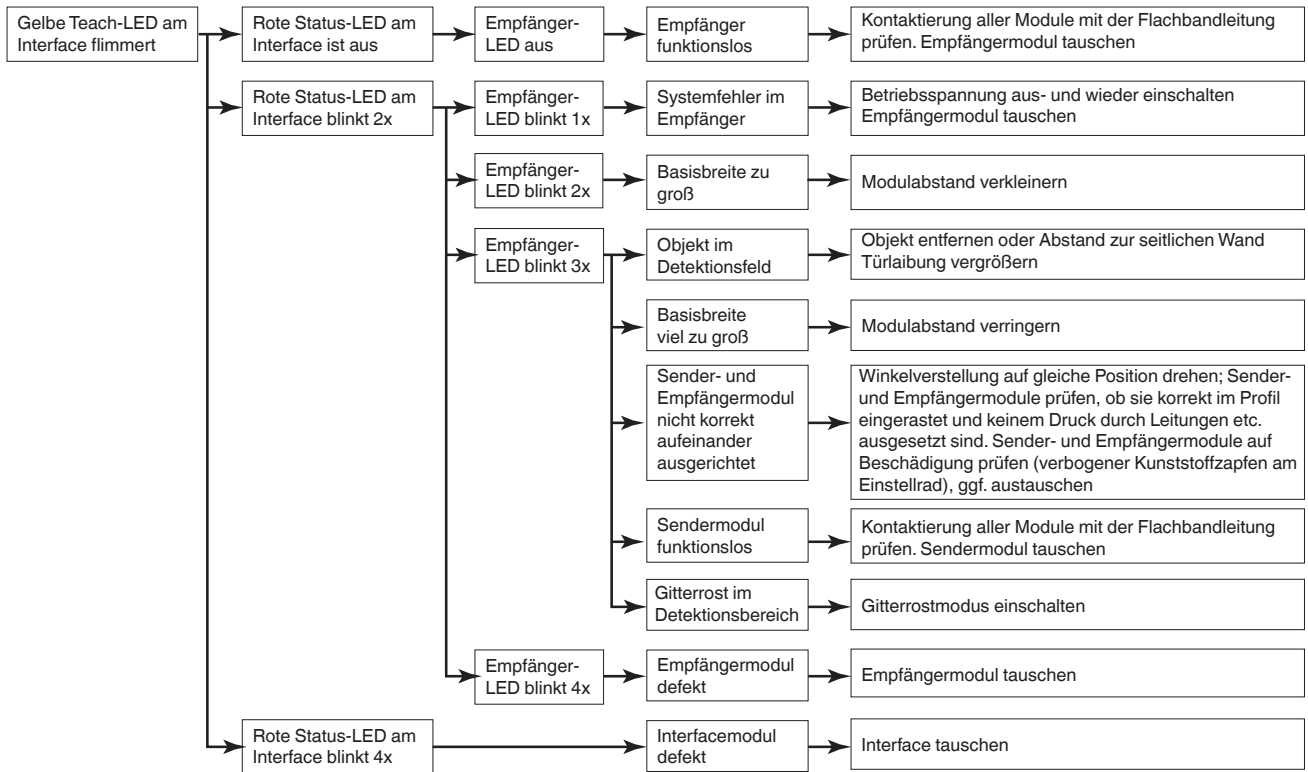 Gelbe Teach-LED am
Interface flimmert
Rote Status-LED am
Interface ist aus
Empfänger-
LED aus
Empfänger
funktionslos
Kontaktierung aller Module mit der Flachbandleitung
prüfen. Empfängermodul tauschen
Rote Status-LED am
Interface blinkt 2x
Empfänger-
LED blinkt 1x
Systemfehler im
Empfänger
Betriebsspannung aus- und wieder einschalten
Empfängermodul tauschen
Empfänger-
LED blinkt 2x
Basisbreite zu
groß
Modulabstand verkleinern
Empfänger-
LED blinkt 3x
Objekt im
Detektionsfeld
Objekt entfernen oder Abstand zur seitlichen Wand
Türlaibung vergrößern
Basisbreite
viel zu groß
Modulabstand verringern
Sender- und
Empfängermodul
nicht korrekt
aufeinander
ausgerichtet
Winkelverstellung auf gleiche Position drehen; Sender-
und Empfängermodule prüfen, ob sie korrekt im Profil
eingerastet und keinem Druck durch Leitungen etc.
ausgesetzt sind. Sender- und Empfängermodule auf
Beschädigung prüfen (verbogener Kunststoffzapfen am
Einstellrad), ggf. austauschen
Sendermodul
funktionslos
Kontaktierung aller Module mit der Flachbandleitung
prüfen. Sendermodul tauschen
Gitterrost im
Detektionsbereich
Gitterrostmodus einschalten
Empfänger-
LED blinkt 4x
Empfängermodul
defekt
Empfängermodul tauschen
Rote Status-LED am
Interface blinkt 4x
Interfacemodul
defekt
Interface tauschen